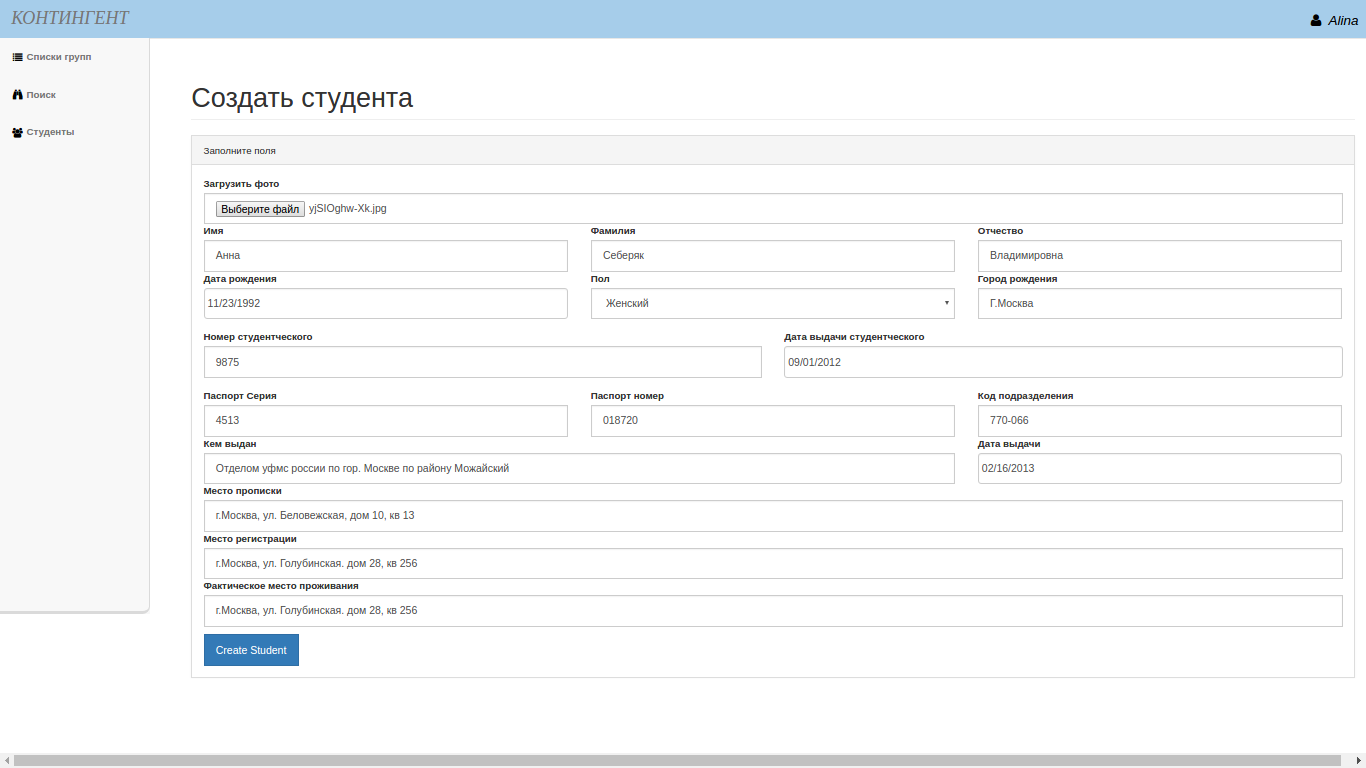 КОНТИНГЕНТ
Alina
Списки групп
Поиск
Студенты
Создать студента
Заполните поля
Загрузить фото
Выберите файл yjSIOghw-Xk.jpg
Имя Фамилия Отчество
Анна Себеряк Владимировна
Дата рождения Пол Город рождения
11/23/1992 Женский Г.Москва
Номер студенческого Дата выдачи студентческого
9875 09/01/2012
Паспорт Серия Паспорт номер Код подразделения
4513 018720 770-066
Кем выдан Дата выдачи
Отделом уфмс россии по гор. Москве по району Можайский 02/16/2013
Место прописки
г.Москва, ул. Беловежская, дом 10, кв 13
Место регистрации
г.Москва, ул. Голубинская. дом 28, кв 256
Фактическое место проживания
г.Москва, ул. Голубинская. дом 28, кв 256
Create Student